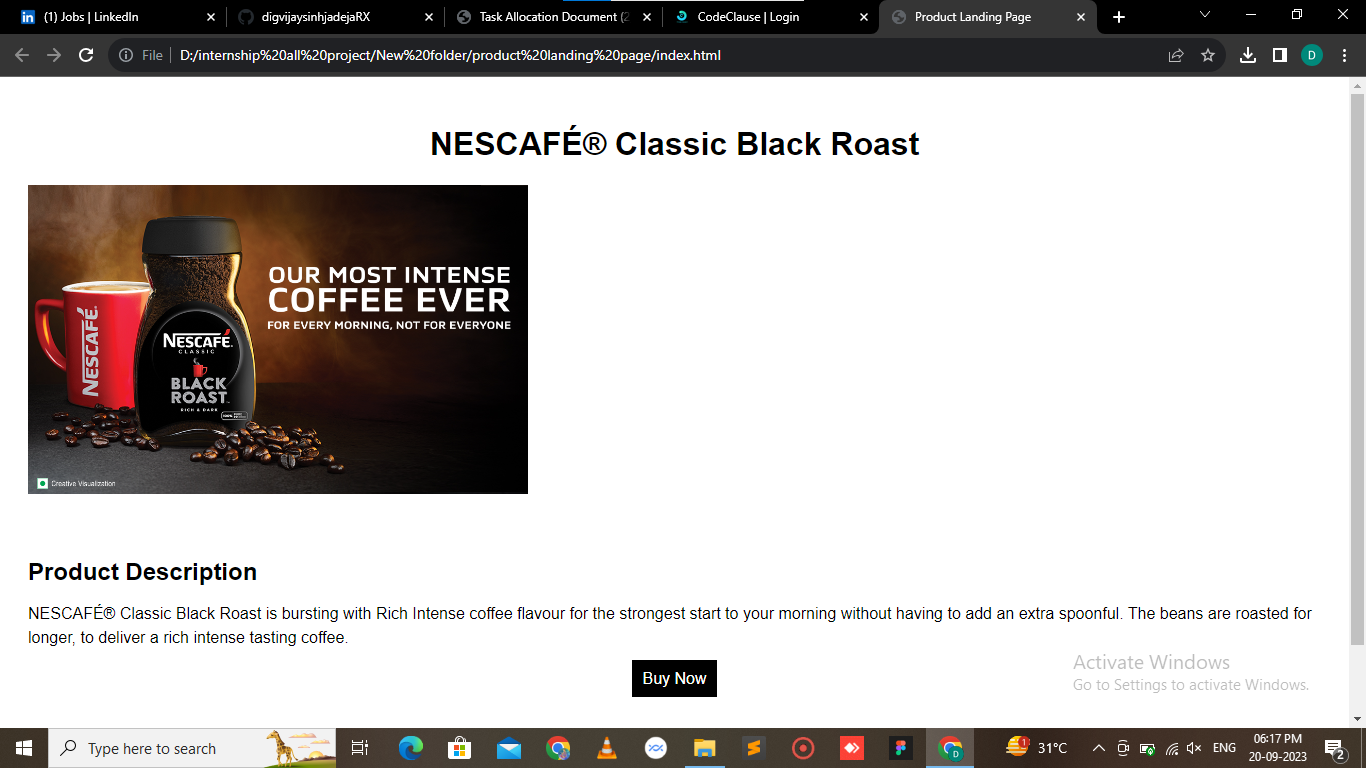 (1) Jobs | LinkedIn
digvijaysinhjadejaRX
Task Allocation Document (2
CodeClause | Login
Product Landing Page
File
D:/internship%20all%20project/New%20folder/product%20landing%20page/index.html
D
NESCAFÉ® Classic Black Roast
OUR MOST INTENSE
COFFEE EVER
FOR EVERY MORNING, NOT FOR EVERYONE
NESCAFÉ
NESCAFÉ
CLASSIC
BLACK
ROAST
RICH & DARK
Creative Visualization
Product Description
NESCAFÉ® Classic Black Roast is bursting with Rich Intense coffee flavour for the strongest start to your morning without having to add an extra spoonful. The beans are roasted for
longer, to deliver a rich intense tasting coffee.
Buy Now
Activate Windows
Go to Settings to activate Windows.
Type here to search
1
31°C
ENG
06:17 PM
20-09-2023
2